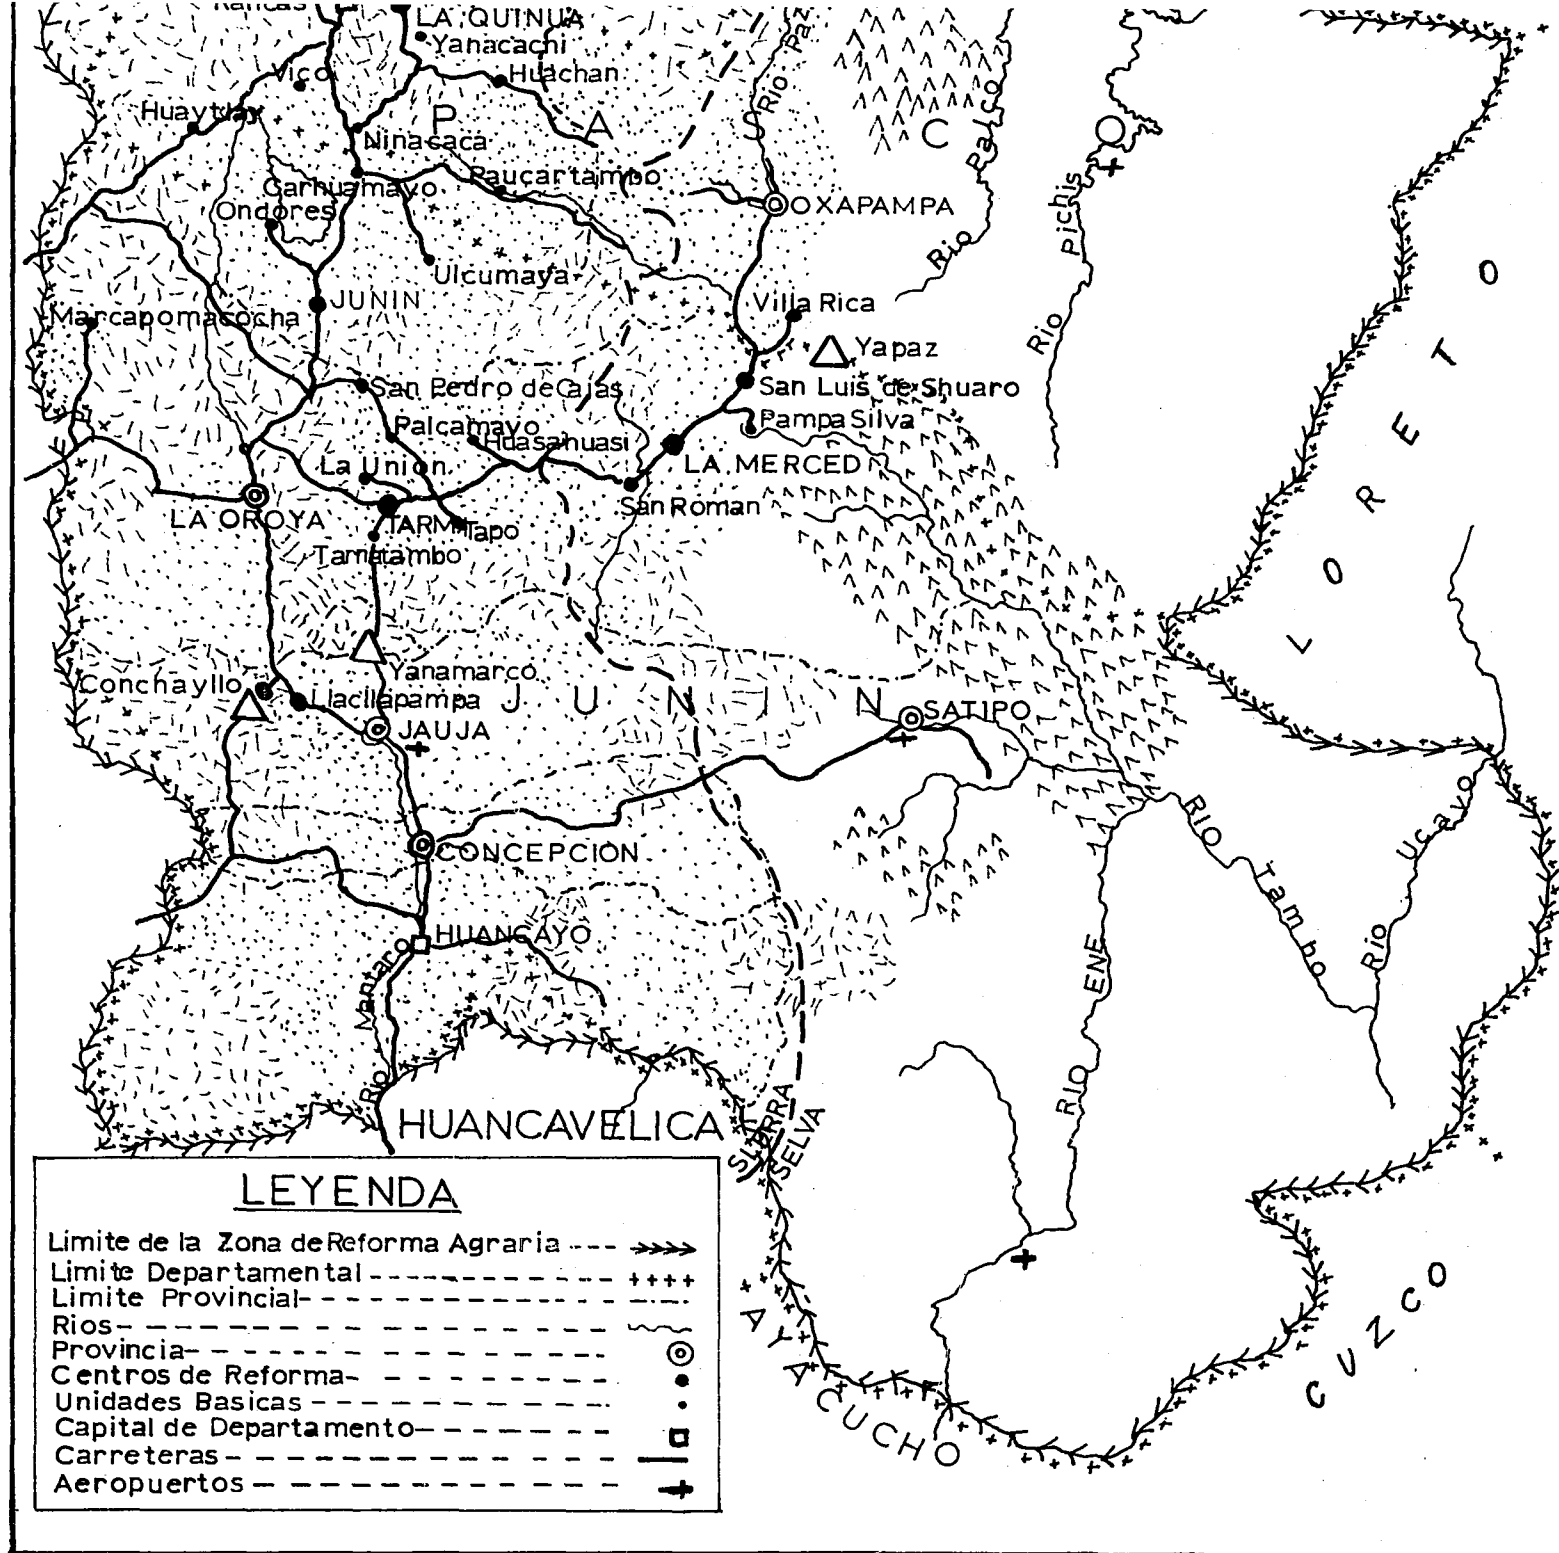 LA QUINUA
Yanacachi
Vico
Huachan
Huaytlay
P A S C O
Ninacaca
Rio Paz
Rio Palco
Rio Pichis
Carhuamayo
Paucartambo
Ondores
OXAPAMPA
Ulcumaya
JUNIN
Villa Rica
Marcapomacocha
Yapaz
San Pedro de Cajas
San Luis de Shuaro
Palcamayo
Huasahuasi
Pampa Silva
La Union
LA MERCED
San Roman
LA OROYA
TARMA
Tapo
Tarmatambo
LORETO
Yanamarco
Conchayllo
Llacllapampa
JUNIN
SATIPO
JAUJA
CONCEPCION
RIO Tambo
Rio Ucayo
HUANCAYO
Rio Mantaro
RIO ENE
HUANCAVELICA
SIERRA
SELVA
AYACUCHO
CUZCO
LEYENDA
Limite de la Zona de Reforma Agraria
Limite Departamental
Limite Provincial
Rios
Provincia
Centros de Reforma
Unidades Basicas
Capital de Departamento
Carreteras
Aeropuertos